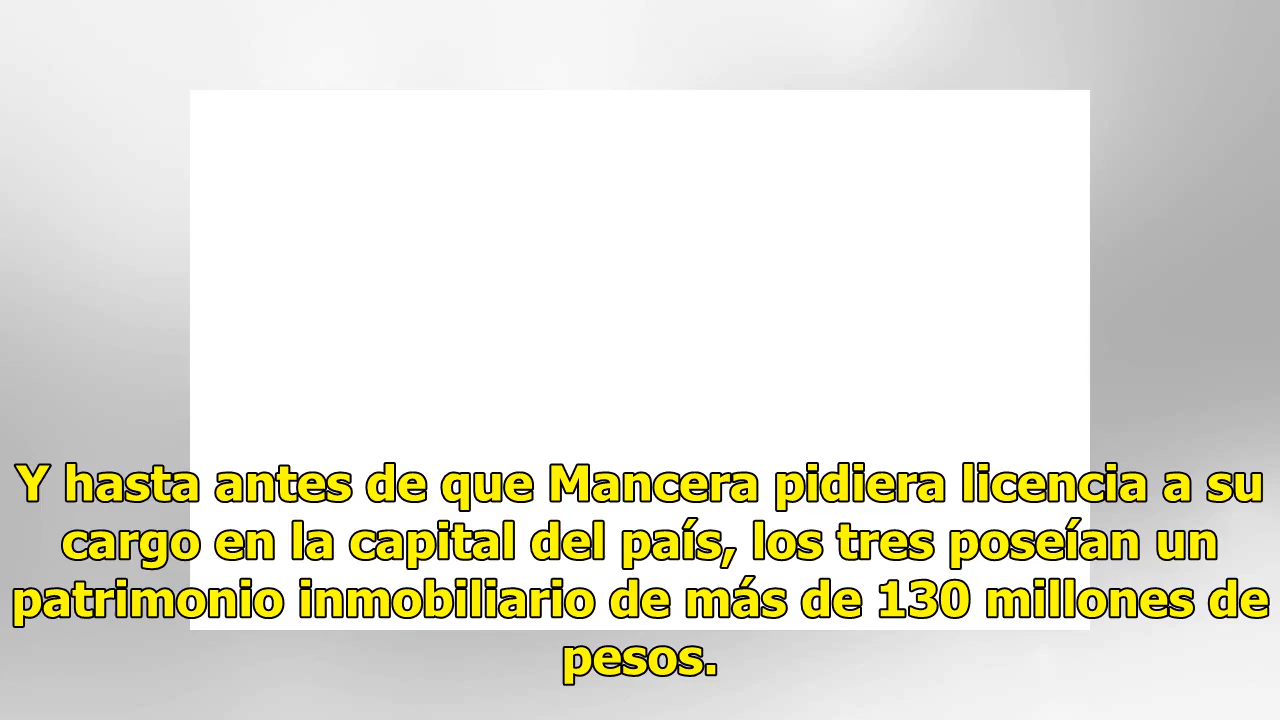 Y hasta antes de que Mancera pidiera licencia a su
cargo en la capital del país, los tres poseían un
patrimonio inmobiliario de más de 130 millones de
pesos.